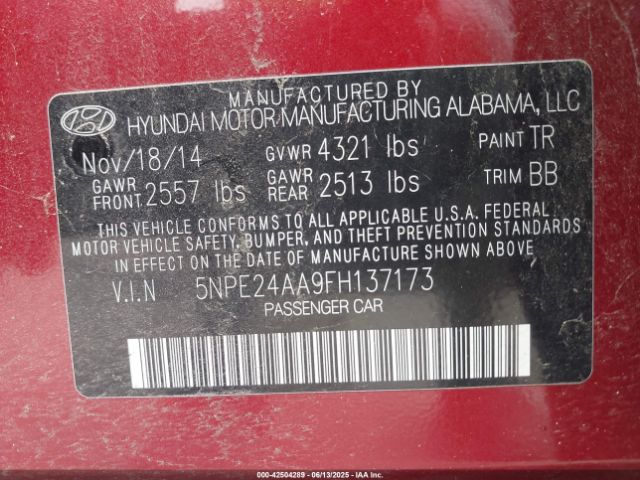 MANUFACTURED BY
HYUNDAI MOTOR MANUFACTURING ALABAMA, LLC
Nov/18/14 GVWR 4321 lbs PAINT TR
GAWR FRONT 2557 lbs GAWR REAR 2513 lbs TRIM BB
THIS VEHICLE CONFORMS TO ALL APPLICABLE U.S.A. FEDERAL
MOTOR VEHICLE SAFETY, BUMPER, AND THEFT PREVENTION STANDARDS
IN EFFECT ON THE DATE OF MANUFACTURE SHOWN ABOVE
V.I.N 5NPE24AA9FH137173
PASSENGER CAR
000-42504289 - 06/13/2025 - IAAI.COM